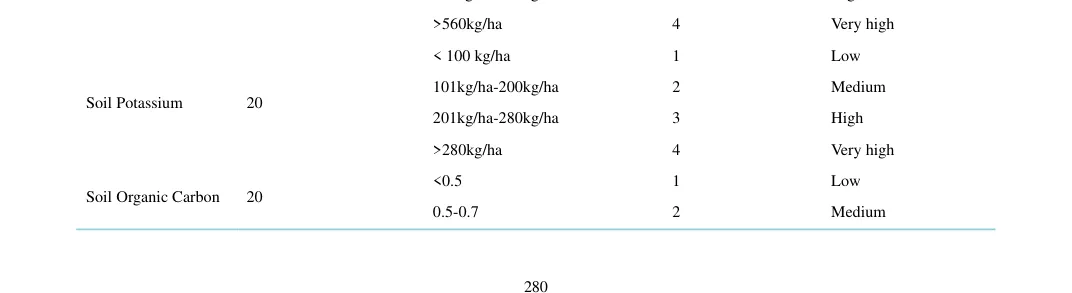 >560kg/ha 4 Very high
< 100 kg/ha 1 Low
101kg/ha-200kg/ha 2 Medium
Soil Potassium 20
201kg/ha-280kg/ha 3 High
>280kg/ha 4 Very high
<0.5 1 Low
Soil Organic Carbon 20
0.5-0.7 2 Medium
280